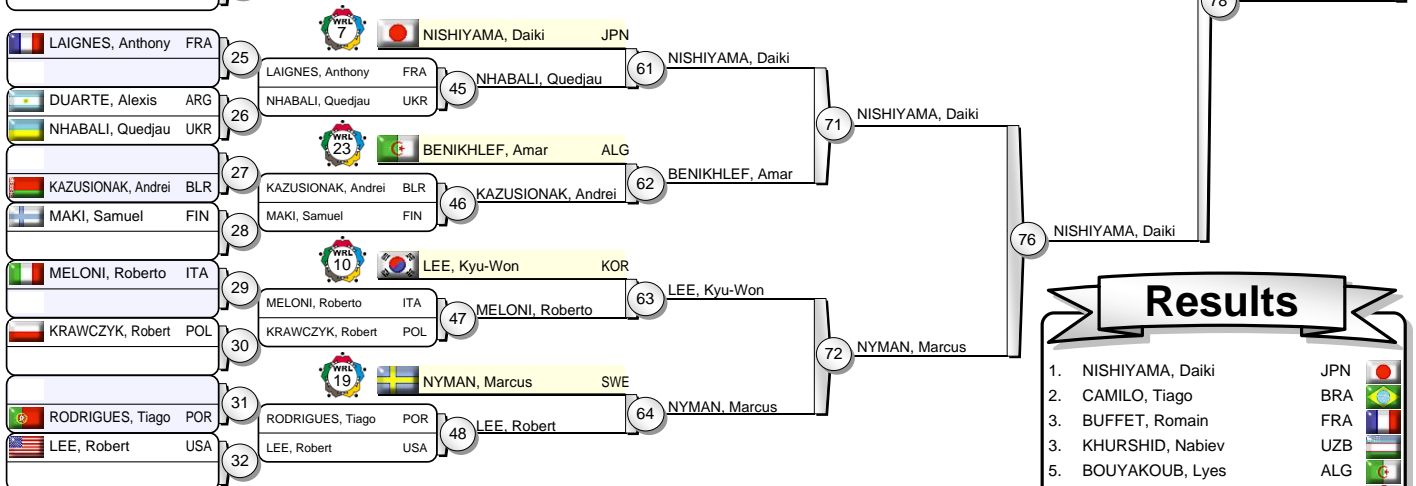 78
LAIGNES, Anthony FRA
25
DUARTE, Alexis ARG
NHABALI, Quedjau UKR
26
KAZUSIONAK, Andrei BLR
27
MAKI, Samuel FIN
28
MELONI, Roberto ITA
29
KRAWCZYK, Robert POL
30
RODRIGUES, Tiago POR
31
LEE, Robert USA
32
WRL
7
NISHIYAMA, Daiki JPN
LAIGNES, Anthony FRA
NHABALI, Quedjau UKR
45
NHABALI, Quedjau
61
WRL
23
BENIKHLEF, Amar ALG
KAZUSIONAK, Andrei BLR
MAKI, Samuel FIN
46
KAZUSIONAK, Andrei
62
WRL
10
LEE, Kyu-Won KOR
MELONI, Roberto ITA
KRAWCZYK, Robert POL
47
MELONI, Roberto
63
WRL
19
NYMAN, Marcus SWE
RODRIGUES, Tiago POR
LEE, Robert USA
48
LEE, Robert
64
NISHIYAMA, Daiki
71
BENIKHLEF, Amar
LEE, Kyu-Won
72
NYMAN, Marcus
NISHIYAMA, Daiki
76
NYMAN, Marcus
NISHIYAMA, Daiki
Results
1. NISHIYAMA, Daiki JPN
2. CAMILO, Tiago BRA
3. BUFFET, Romain FRA
3. KHURSHID, Nabiev UZB
5. BOUYAKOUB, Lyes ALG